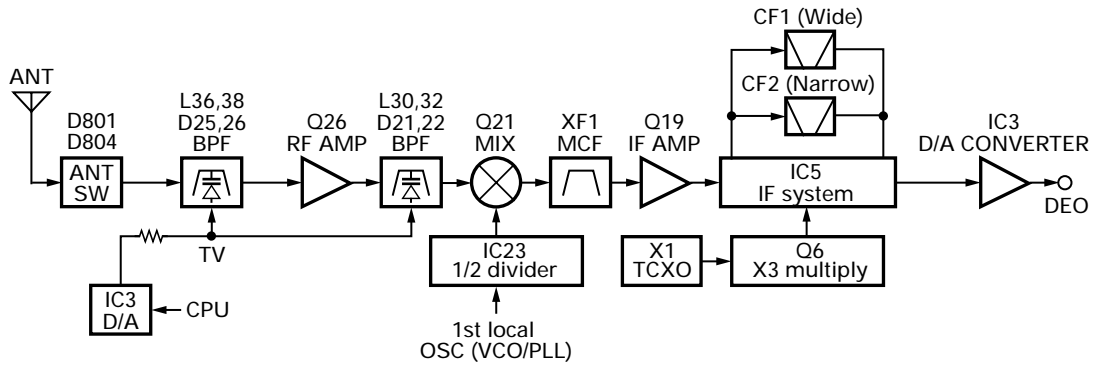 CF1 (Wide)
CF2 (Narrow)
ANT
D801
D804
ANT
SW
L36,38
D25,26
BPF
Q26
RF AMP
L30,32
D21,22
BPF
Q21
MIX
XF1
MCF
Q19
IF AMP
IC5
IF system
IC3
D/A CONVERTER
DEO
TV
IC23
1/2 divider
X1
TCXO
Q6
X3 multiply
IC3
D/A
CPU
1st local
OSC (VCO/PLL)